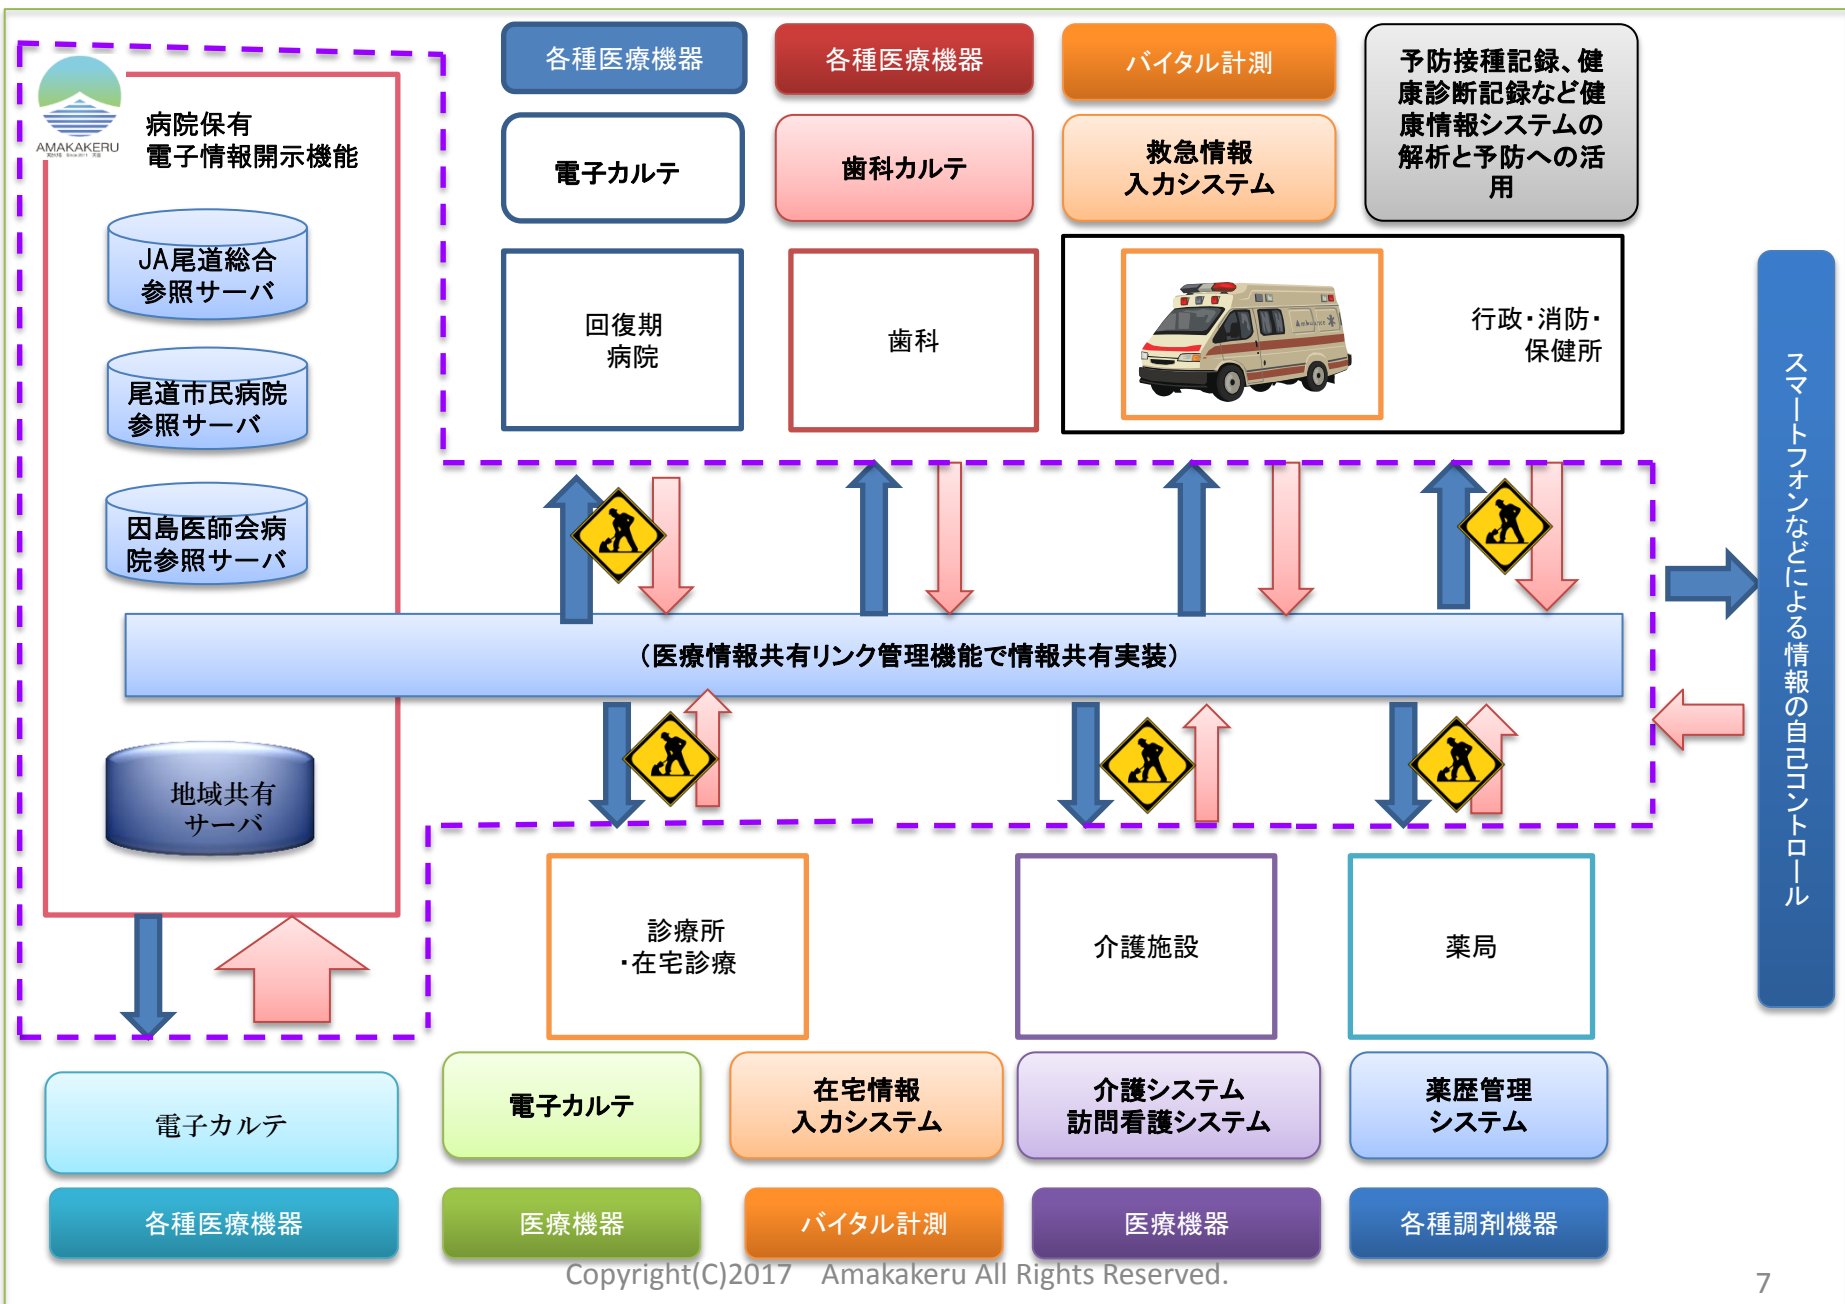 AMAKAKERU
病院保有
電子情報開示機能
JA尾道総合
参照サーバ
尾道市民病院
参照サーバ
因島医師会病
院参照サーバ
地域共有
サーバ
各種医療機器
電子カルテ
回復期
病院
各種医療機器
歯科カルテ
歯科
バイタル計測
救急情報
入力システム
予防接種記録、健
康診断記録など健
康情報システムの
解析と予防への活
用
Ambulance
行政・消防・
保健所
(医療情報共有リンク管理機能で情報共有実装)
スマートフォンなどによる情報の自己コントロール
診療所
・在宅診療
介護施設
薬局
電子カルテ
電子カルテ
在宅情報
入力システム
介護システム
訪問看護システム
薬歴管理
システム
各種医療機器
医療機器
バイタル計測
医療機器
各種調剤機器
Copyright(C)2017 Amakakeru All Rights Reserved.
7